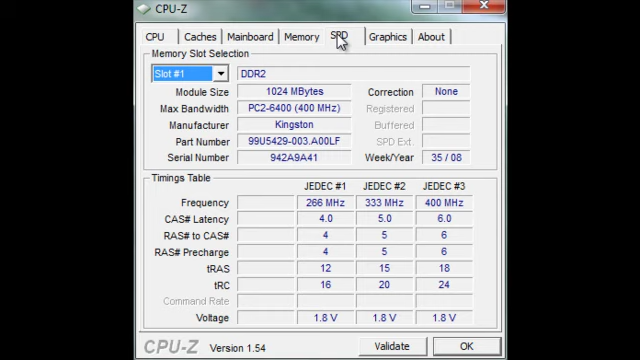 CPU-Z
CPU Caches Mainboard Memory SPD Graphics About
Memory Slot Selection
Slot #1 DDR2
Module Size 1024 MBytes Correction None
Max Bandwidth PC2-6400 (400 MHz) Registered
Manufacturer Kingston Buffered
Part Number 99U5429-003.A00LF SPD Ext.
Serial Number 942A9A41 Week/Year 35 / 08
Timings Table
JEDEC #1 JEDEC #2 JEDEC #3
Frequency 266 MHz 333 MHz 400 MHz
CAS# Latency 4.0 5.0 6.0
RAS# to CAS# 4 5 6
RAS# Precharge 4 5 6
tRAS 12 15 18
tRC 16 20 24
Command Rate
Voltage 1.8 V 1.8 V 1.8 V
CPU-Z Version 1.54 Validate OK